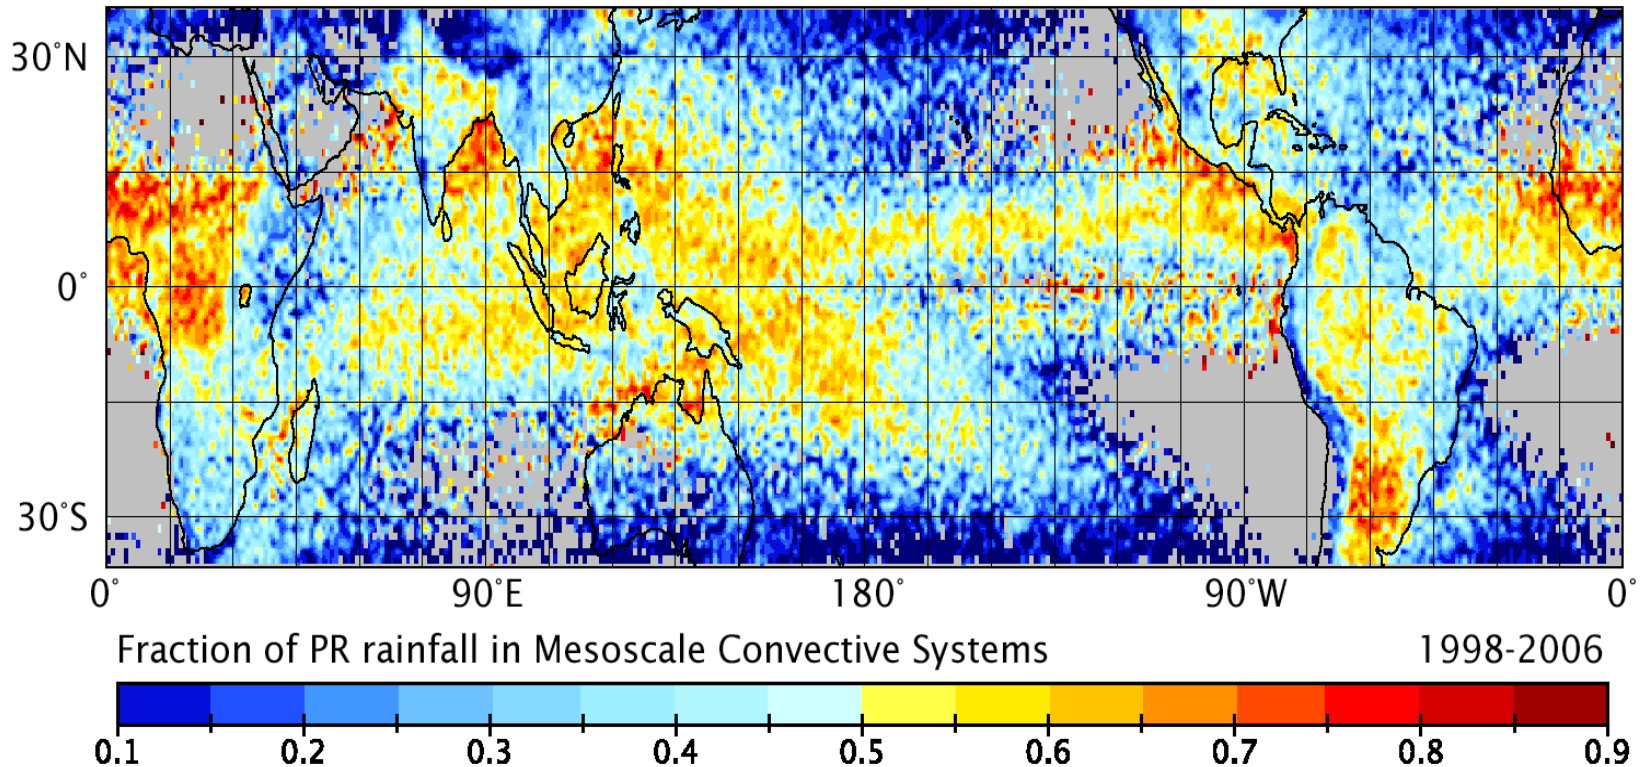 30°N
0°
30°S
0° 90°E 180° 90°W 0°
Fraction of PR rainfall in Mesoscale Convective Systems 1998-2006
0.1 0.2 0.3 0.4 0.5 0.6 0.7 0.8 0.9